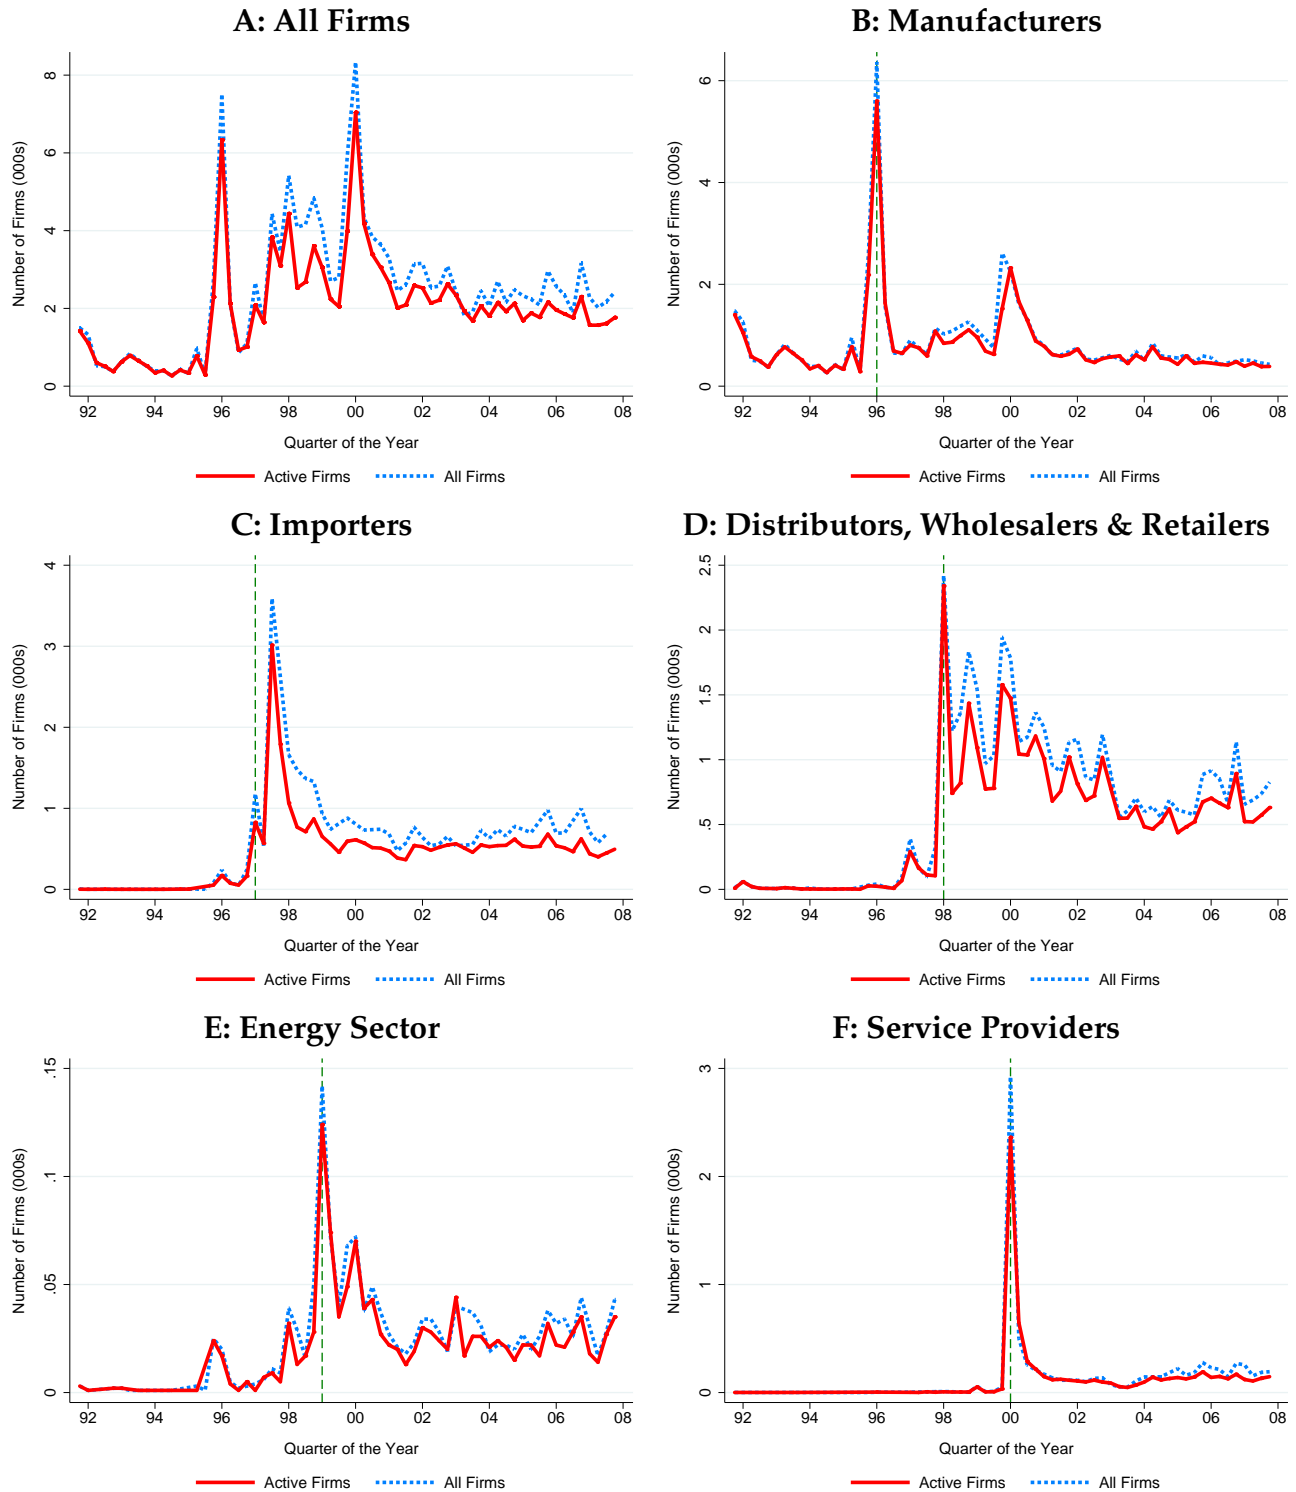 A: All Firms
Number of Firms (000s)
8
6
4
2
0
92 94 96 98 00 02 04 06 08
Quarter of the Year
Active Firms All Firms
B: Manufacturers
Number of Firms (000s)
6
4
2
0
92 94 96 98 00 02 04 06 08
Quarter of the Year
Active Firms All Firms
C: Importers
Number of Firms (000s)
4
3
2
1
0
92 94 96 98 00 02 04 06 08
Quarter of the Year
Active Firms All Firms
D: Distributors, Wholesalers & Retailers
Number of Firms (000s)
2.5
2
1.5
1
.5
0
92 94 96 98 00 02 04 06 08
Quarter of the Year
Active Firms All Firms
E: Energy Sector
Number of Firms (000s)
.15
.1
.05
0
92 94 96 98 00 02 04 06 08
Quarter of the Year
Active Firms All Firms
F: Service Providers
Number of Firms (000s)
3
2
1
0
92 94 96 98 00 02 04 06 08
Quarter of the Year
Active Firms All Firms